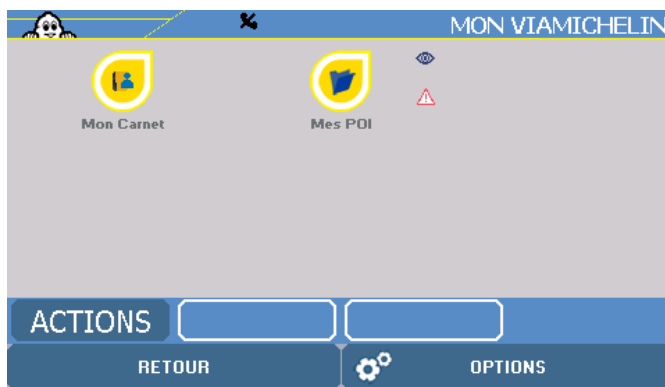 MON VIAMICHELIN
Mon Carnet
Mes POI
ACTIONS
RETOUR
OPTIONS